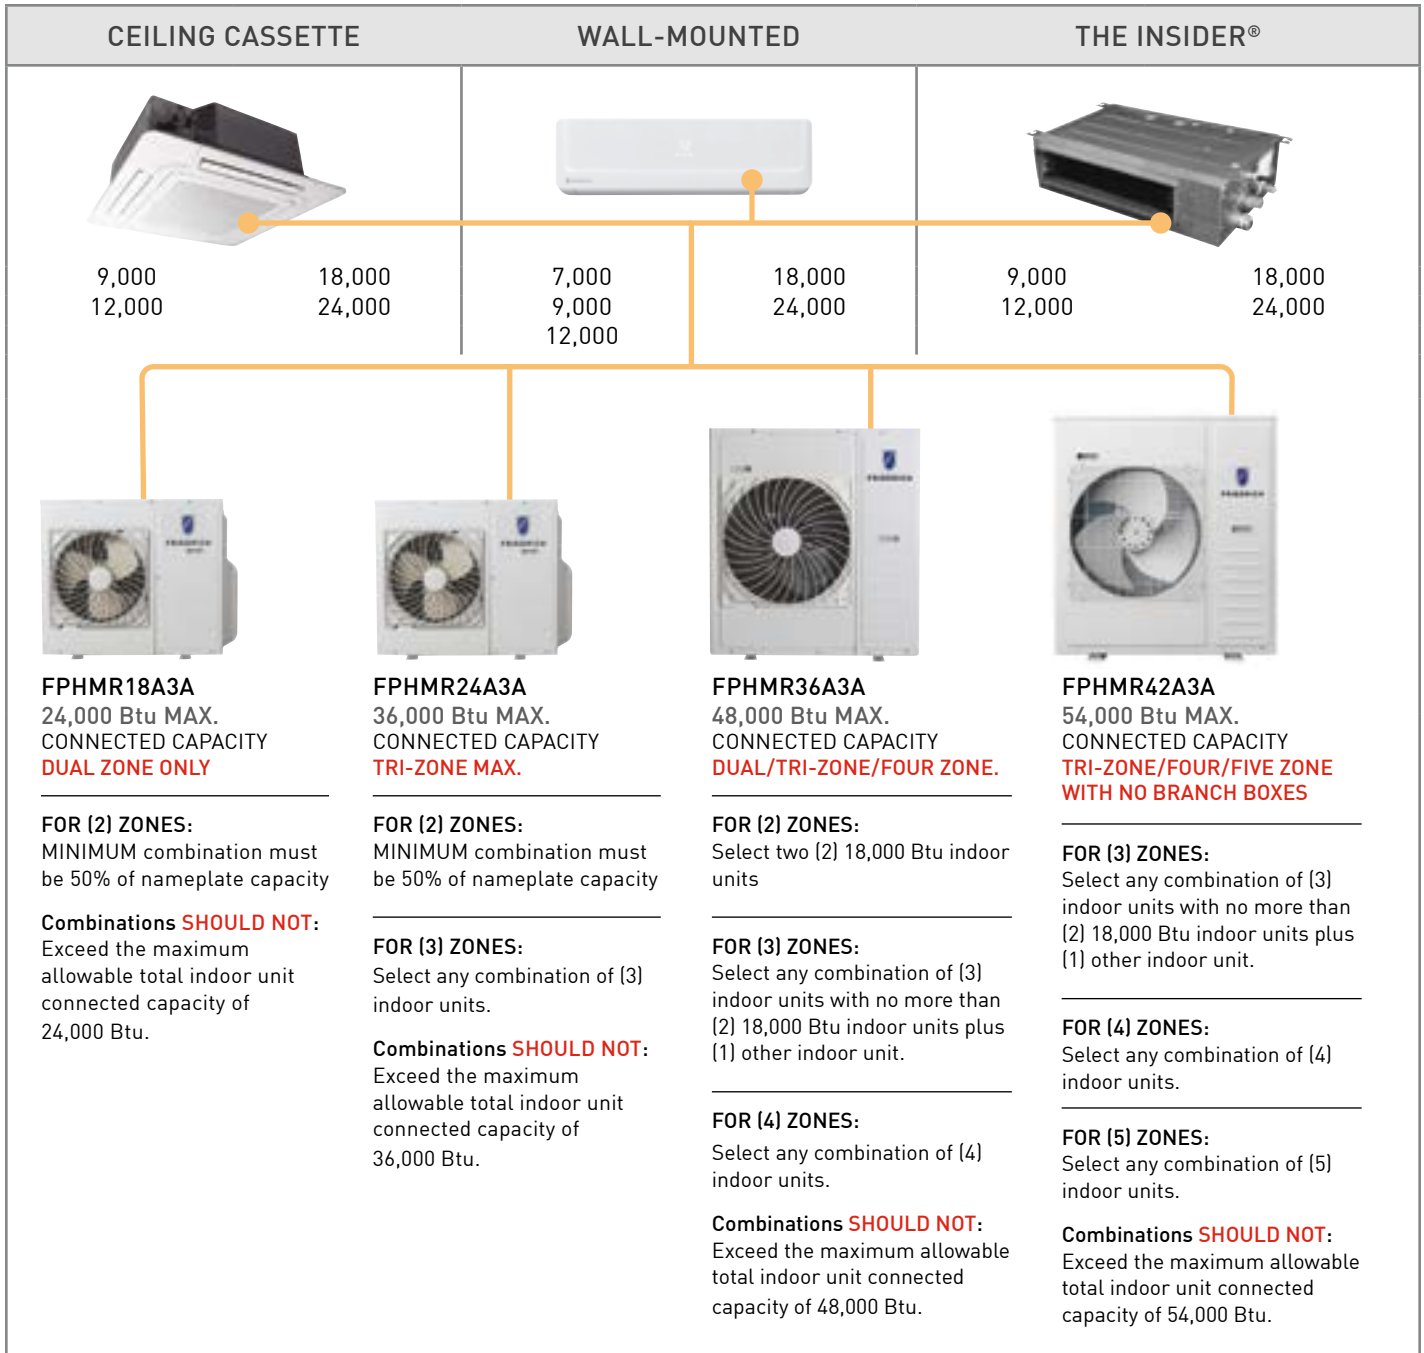 CEILING CASSETTE
WALL-MOUNTED
THE INSIDER®
9,000
12,000
18,000
24,000
7,000
9,000
12,000
18,000
24,000
9,000
12,000
18,000
24,000
FRIEDRICH
FRIEDRICH
FRIEDRICH
FRIEDRICH
FPHMR18A3A
24,000 Btu MAX.
CONNECTED CAPACITY
DUAL ZONE ONLY
FOR (2) ZONES:
MINIMUM combination must
be 50% of nameplate capacity
Combinations SHOULD NOT:
Exceed the maximum
allowable total indoor unit
connected capacity of
24,000 Btu.
FPHMR24A3A
36,000 Btu MAX.
CONNECTED CAPACITY
TRI-ZONE MAX.
FOR (2) ZONES:
MINIMUM combination must
be 50% of nameplate capacity
FOR (3) ZONES:
Select any combination of (3)
indoor units.
Combinations SHOULD NOT:
Exceed the maximum
allowable total indoor unit
connected capacity of
36,000 Btu.
FPHMR36A3A
48,000 Btu MAX.
CONNECTED CAPACITY
DUAL/TRI-ZONE/FOUR ZONE.
FOR (2) ZONES:
Select two (2) 18,000 Btu indoor
units
FOR (3) ZONES:
Select any combination of (3)
indoor units with no more than
(2) 18,000 Btu indoor units plus
(1) other indoor unit.
FOR (4) ZONES:
Select any combination of (4)
indoor units.
Combinations SHOULD NOT:
Exceed the maximum allowable
total indoor unit connected
capacity of 48,000 Btu.
FPHMR42A3A
54,000 Btu MAX.
CONNECTED CAPACITY
TRI-ZONE/FOUR/FIVE ZONE
WITH NO BRANCH BOXES
FOR (3) ZONES:
Select any combination of (3)
indoor units with no more than
(2) 18,000 Btu indoor units plus
(1) other indoor unit.
FOR (4) ZONES:
Select any combination of (4)
indoor units.
FOR (5) ZONES:
Select any combination of (5)
indoor units.
Combinations SHOULD NOT:
Exceed the maximum allowable
total indoor unit connected
capacity of 54,000 Btu.